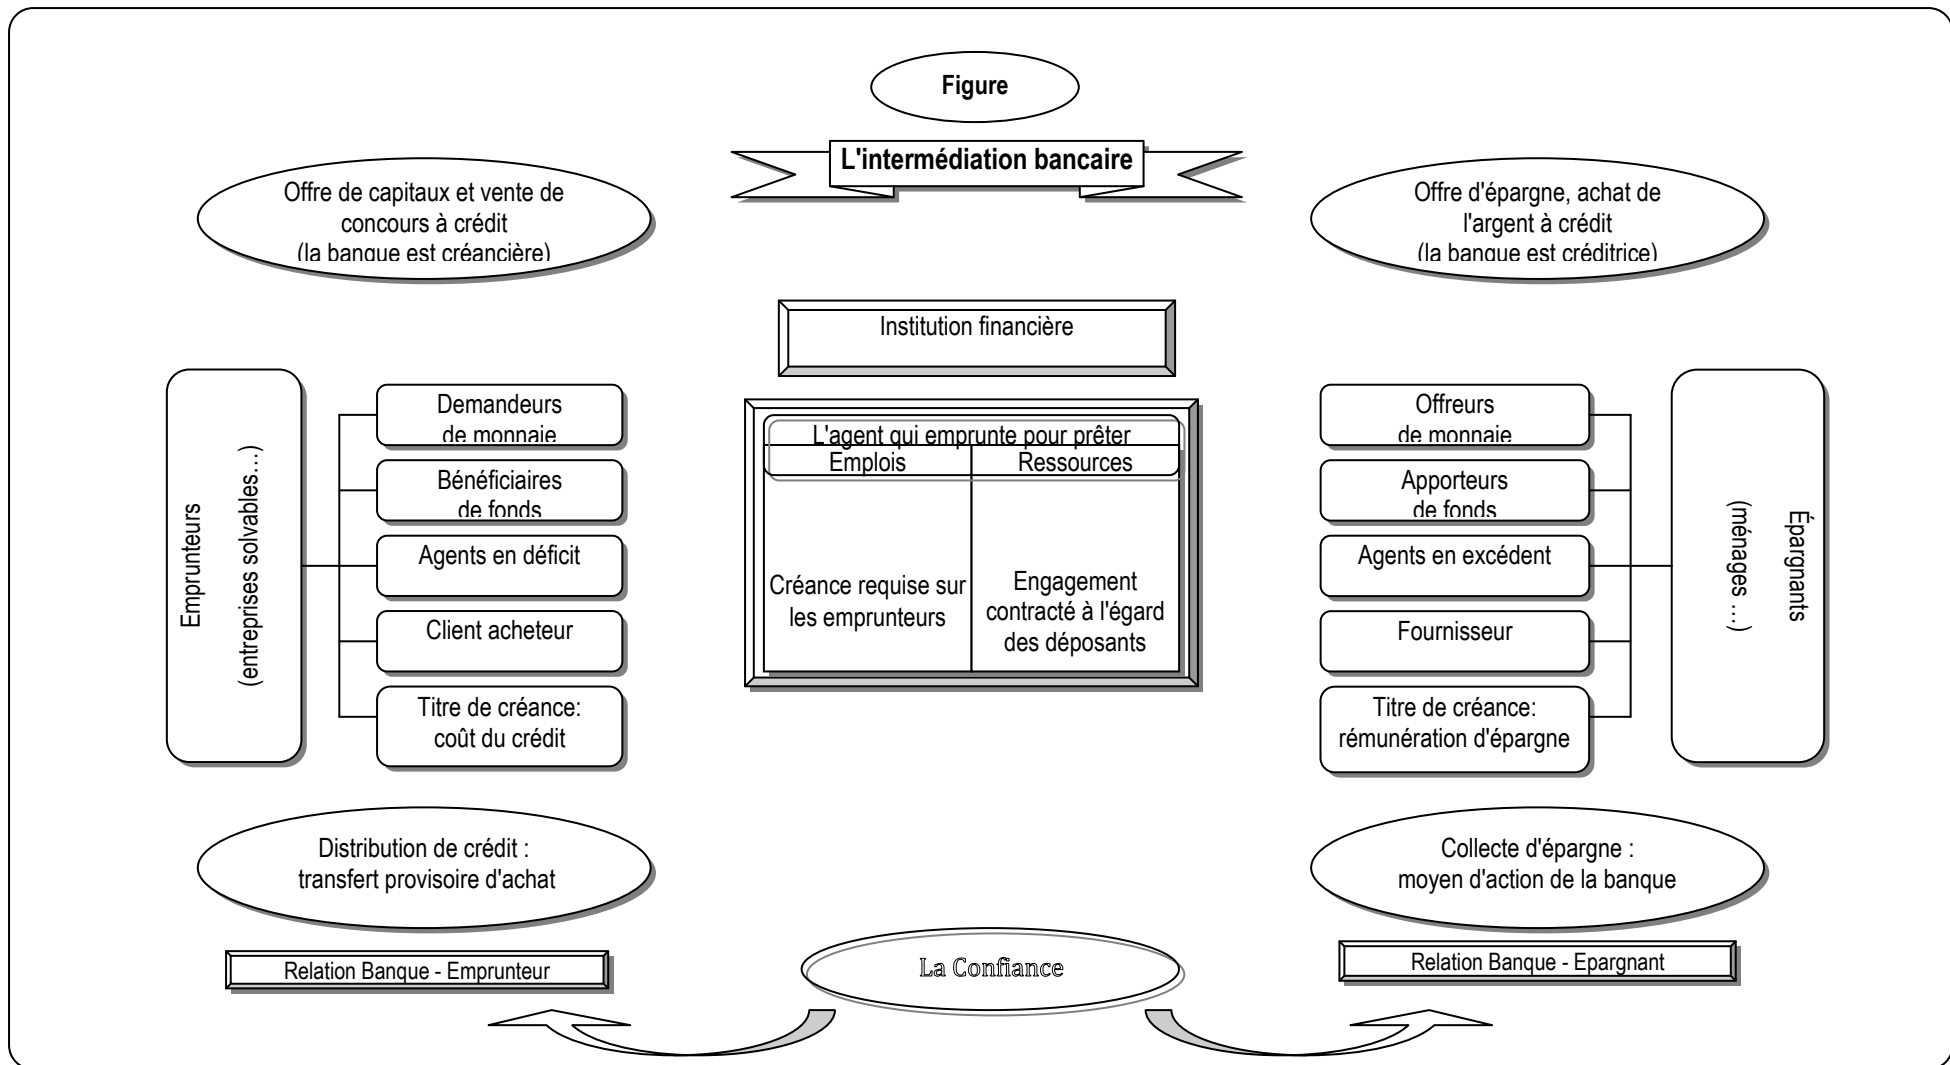 Figure
L'intermédiation bancaire
Offre de capitaux et vente de
concours à crédit
(la banque est créancière)
Offre d'épargne, achat de
l'argent à crédit
(la banque est créditrice)
Institution financière
Emprunteurs
(entreprises solvables...)
Demandeurs
de monnaie
Bénéficiaires
de fonds
Agents en déficit
Client acheteur
Titre de créance:
coût du crédit
L'agent qui emprunte pour prêter
Emplois
Ressources
Créance requise sur
les emprunteurs
Engagement
contracté à l'égard
des déposants
Offreurs
de monnaie
Apporteurs
de fonds
Agents en excédent
Fournisseur
Titre de créance:
rémunération d'épargne
Épargnants
(ménages ...)
Distribution de crédit :
transfert provisoire d'achat
Collecte d'épargne :
moyen d'action de la banque
Relation Banque - Emprunteur
La Confiance
Relation Banque - Epargnant